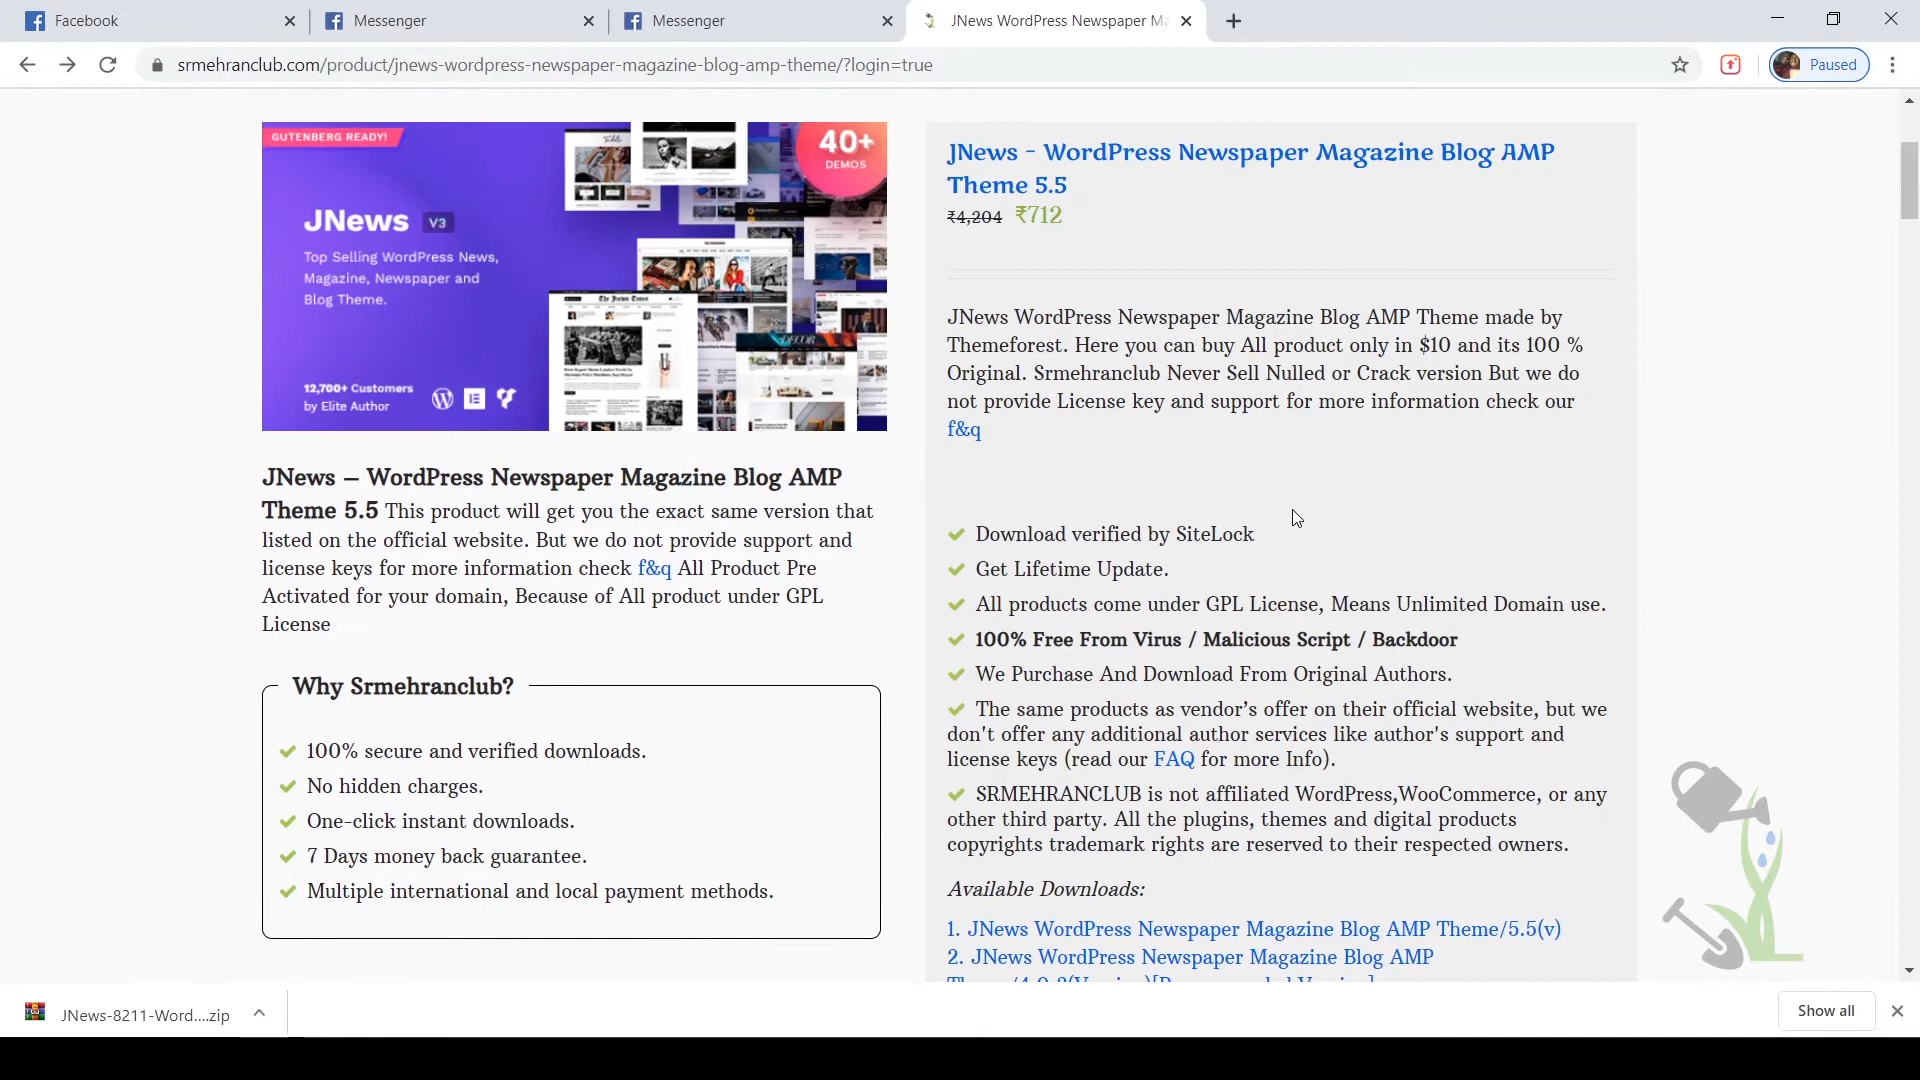 Facebook
Messenger
Messenger
JNews WordPress Newspaper Ma
srmehranclub.com/product/jnews-wordpress-newspaper-magazine-blog-amp-theme/?login=true
Paused
GUTENBERG READY!
40+
DEMOS
JNews V3
Top Selling WordPress News,
Magazine, Newspaper and
Blog Theme.
12,700+ Customers
by Elite Author
JNews – WordPress Newspaper Magazine Blog AMP
Theme 5.5 This product will get you the exact same version that
listed on the official website. But we do not provide support and
license keys for more information check f&q All Product Pre
Activated for your domain, Because of All product under GPL
License
Why Srmehranclub?
100% secure and verified downloads.
No hidden charges.
One-click instant downloads.
7 Days money back guarantee.
Multiple international and local payment methods.
JNews - WordPress Newspaper Magazine Blog AMP
Theme 5.5
₹4,204 ₹712
JNews WordPress Newspaper Magazine Blog AMP Theme made by
Themeforest. Here you can buy All product only in $10 and its 100 %
Original. Srmehranclub Never Sell Nulled or Crack version But we do
not provide License key and support for more information check our
f&q
Download verified by SiteLock
Get Lifetime Update.
All products come under GPL License, Means Unlimited Domain use.
100% Free From Virus / Malicious Script / Backdoor
We Purchase And Download From Original Authors.
The same products as vendor’s offer on their official website, but we
don't offer any additional author services like author's support and
license keys (read our FAQ for more Info).
SRMEHRANCLUB is not affiliated WordPress,WooCommerce, or any
other third party. All the plugins, themes and digital products
copyrights trademark rights are reserved to their respected owners.
Available Downloads:
1. JNews WordPress Newspaper Magazine Blog AMP Theme/5.5(v)
2. JNews WordPress Newspaper Magazine Blog AMP
JNews-8211-Word....zip
Show all